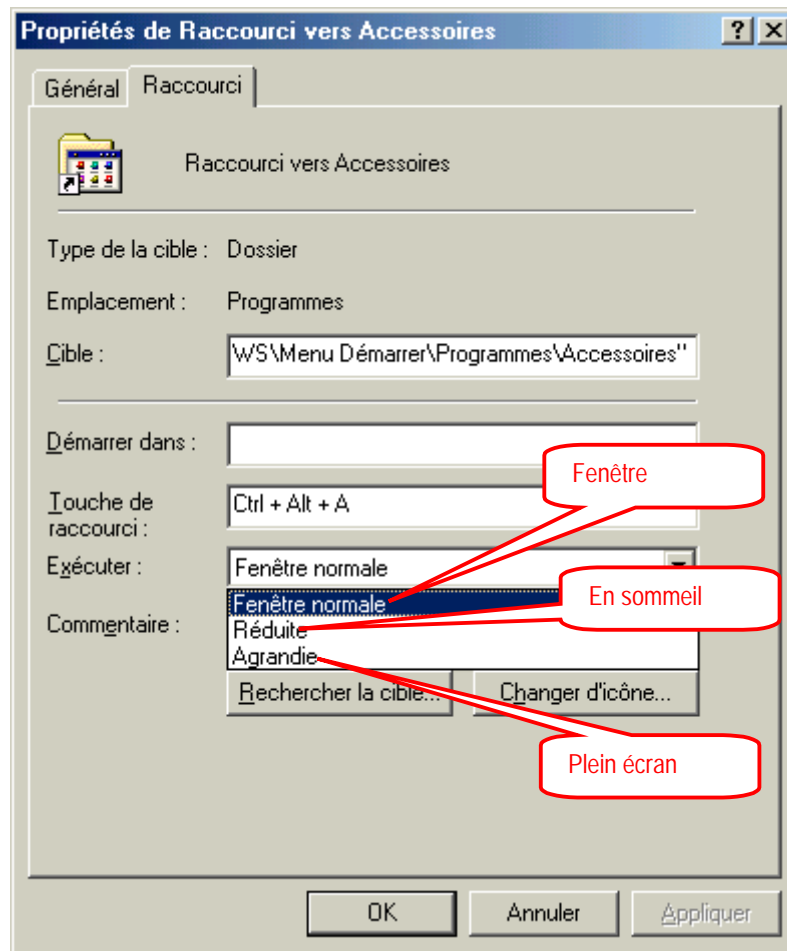 Propriétés de Raccourci vers Accessoires
Général Raccourci
Raccourci vers Accessoires
Type de la cible : Dossier
Emplacement : Programmes
Cible : WS\Menu Démarrer\Programmes\Accessoires"
Démarrer dans :
Fenêtre
Touche de raccourci : Ctrl + Alt + A
Exécuter : Fenêtre normale
Fenêtre normale
En sommeil
Commentaire : Réduite
Agrandie
Rechercher la cible... Changer d'icône...
Plein écran
OK Annuler Appliquer